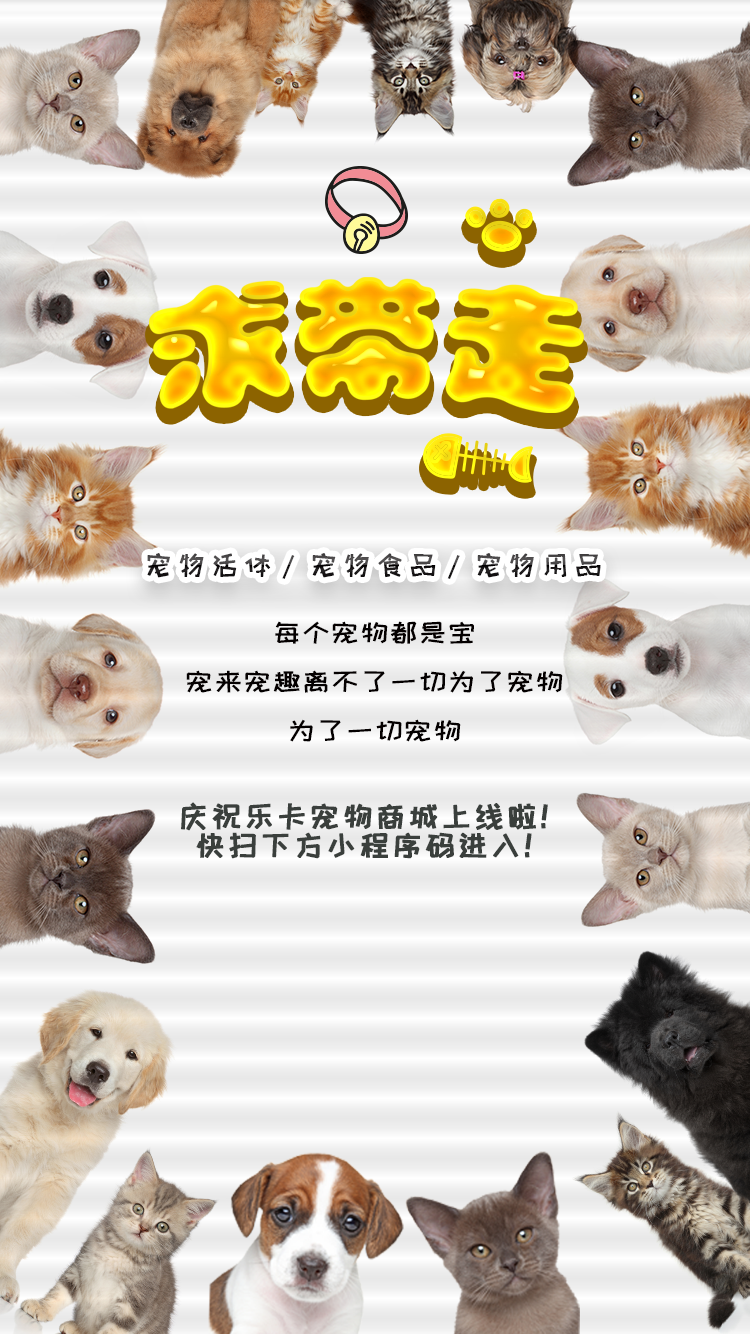 求带走
宠物活体/宠物食品/宠物用品
每个宠物都是宝
宠来宠趣离不了一切为了宠物
为了一切宠物
庆祝乐卡宠物商城上线啦!
快扫下方小程序码进入!